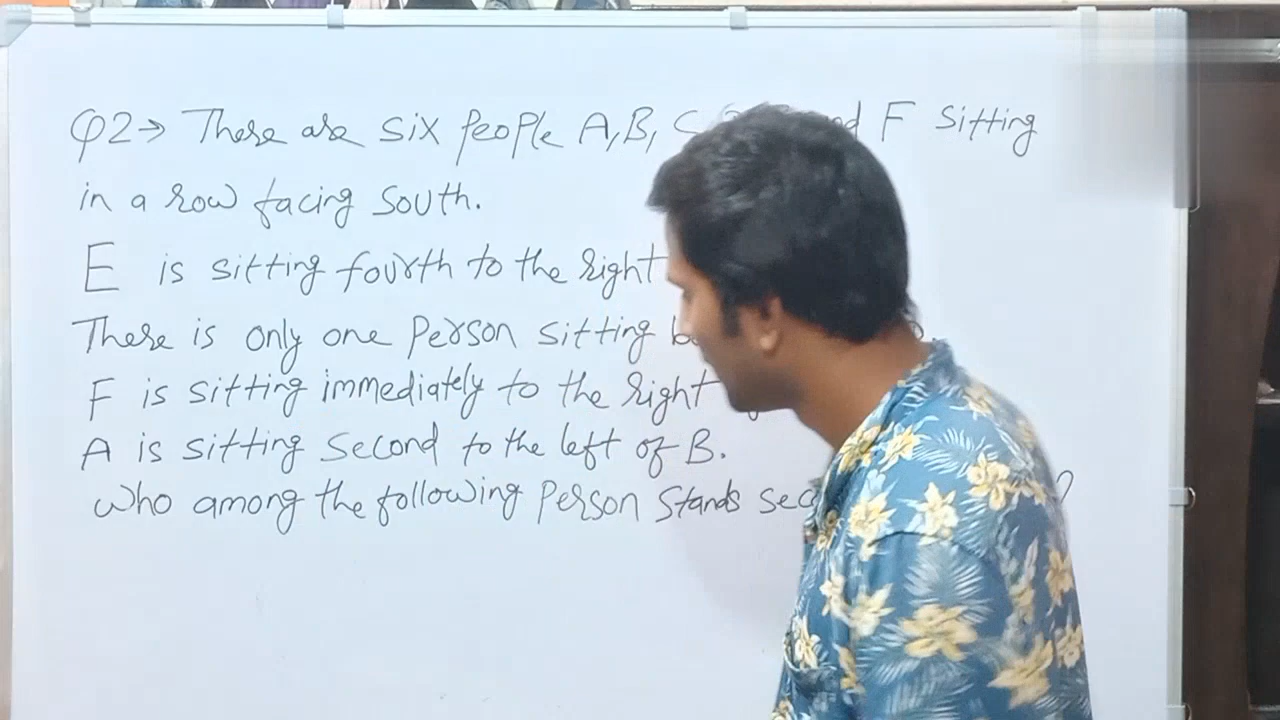 Q2→ There are six people A, B, C F sitting
in a row facing south.
E is sitting fourth to the right
There is only one Person sitting
F is sitting immediately to the right
A is sitting second to the left of B.
who among the following Person stands ?